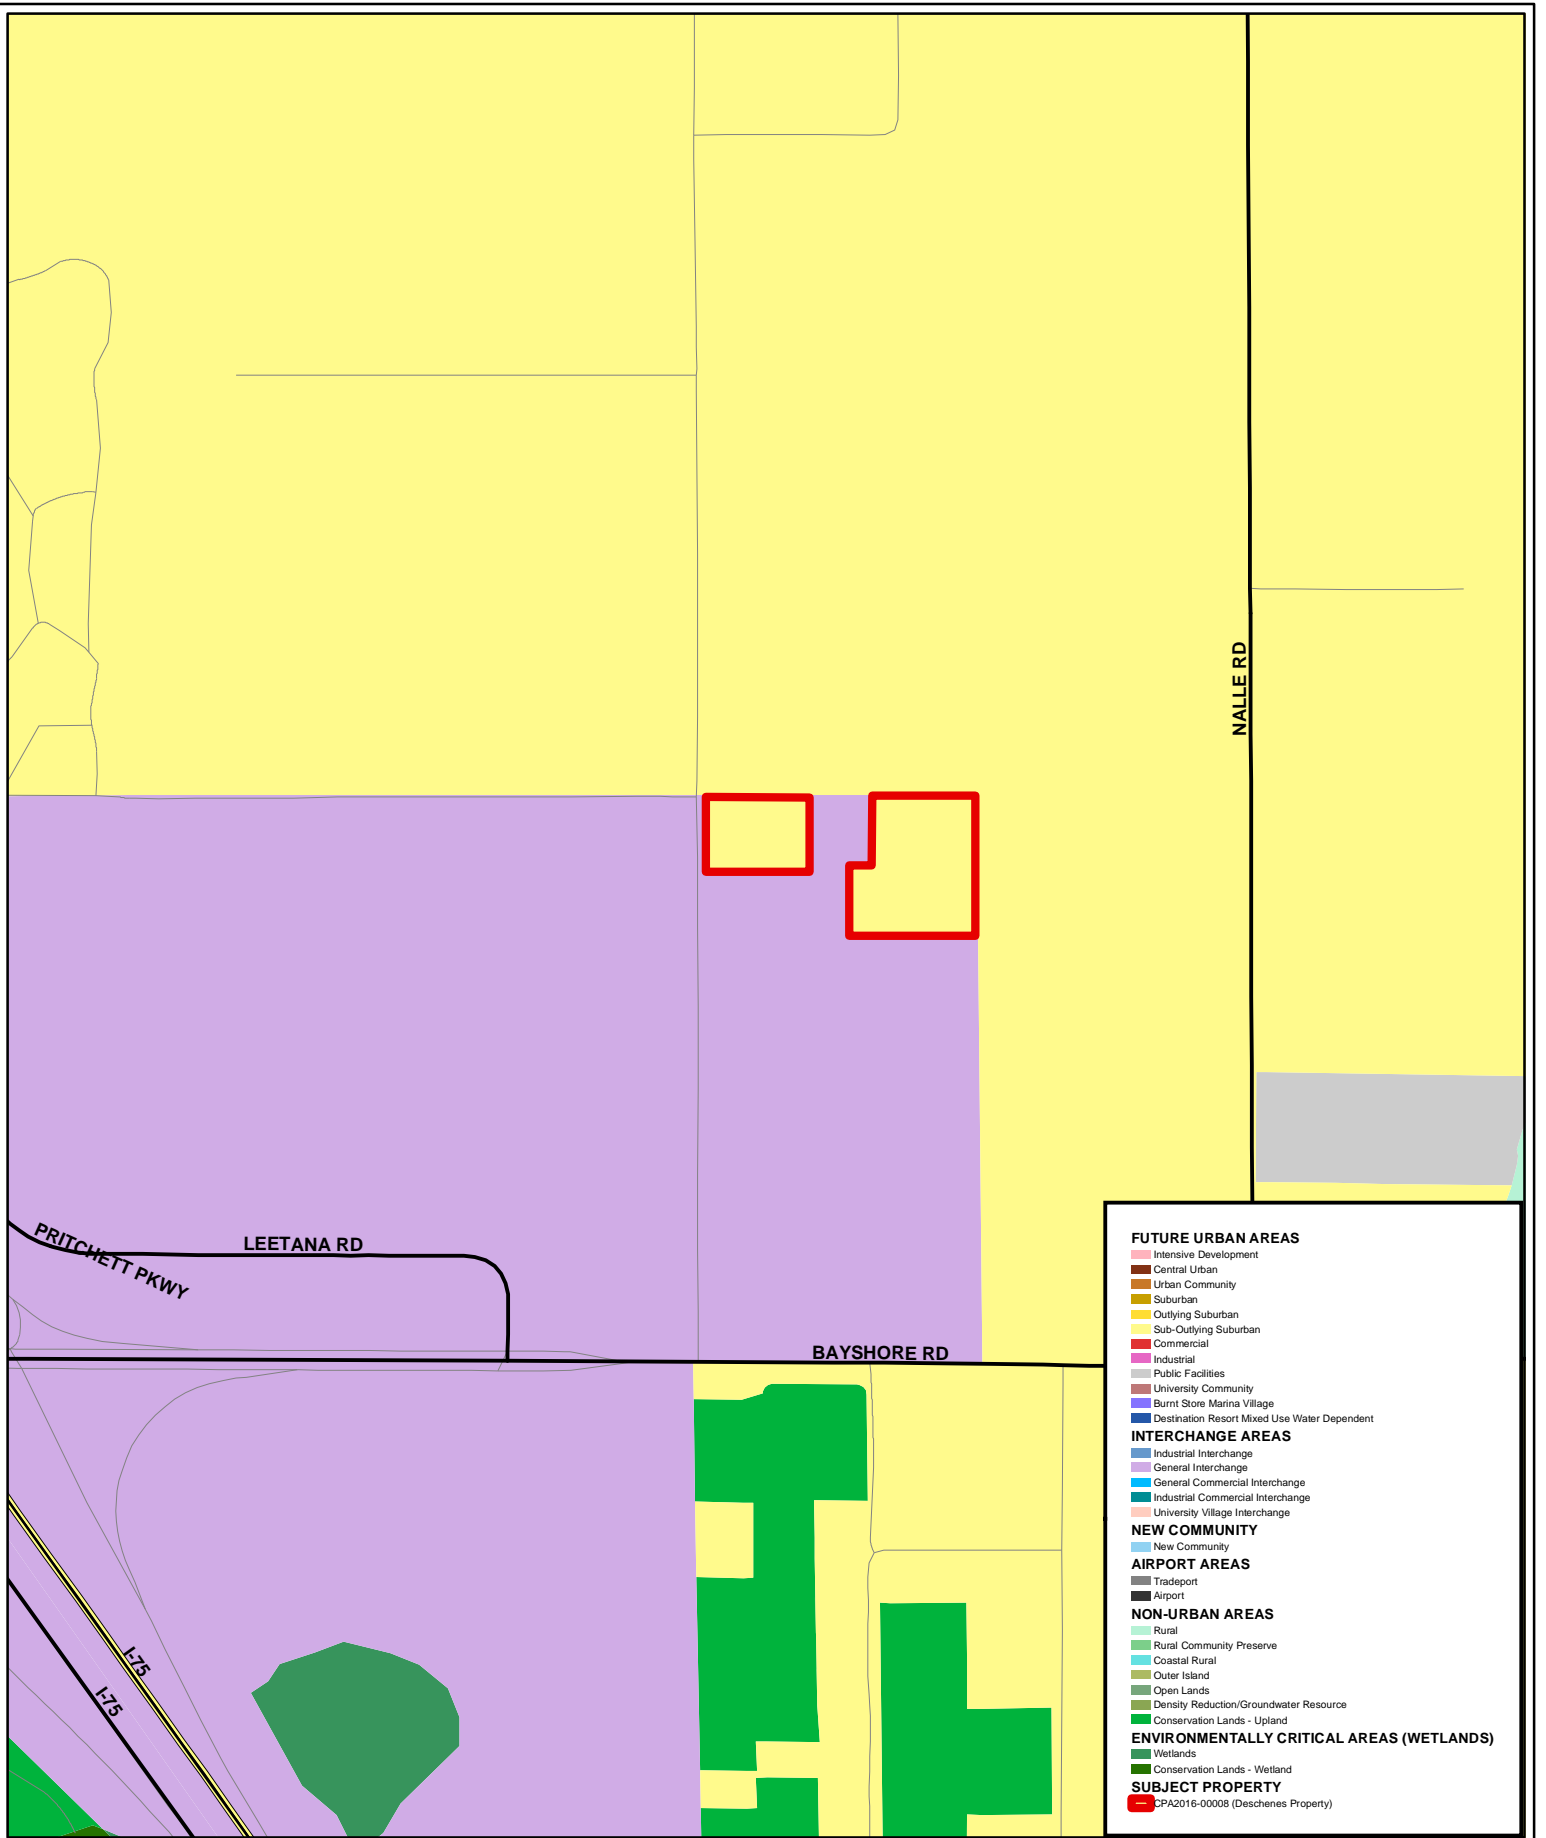 NALLE RD
PRITCHETT PKWY
LEETANA RD
BAYSHORE RD
I-75
I-75
FUTURE URBAN AREAS
Intensive Development
Central Urban
Urban Community
Suburban
Outlying Suburban
Sub-Outlying Suburban
Commercial
Industrial
Public Facilities
University Community
Burnt Store Marina Village
Destination Resort Mixed Use Water Dependent
INTERCHANGE AREAS
Industrial Interchange
General Interchange
General Commercial Interchange
Industrial Commercial Interchange
University Village Interchange
NEW COMMUNITY
New Community
AIRPORT AREAS
Tradeport
Airport
NON-URBAN AREAS
Rural
Rural Community Preserve
Coastal Rural
Outer Island
Open Lands
Density Reduction/Groundwater Resource
Conservation Lands - Upland
ENVIRONMENTALLY CRITICAL AREAS (WETLANDS)
Wetlands
Conservation Lands - Wetland
SUBJECT PROPERTY
CPA2016-00008 (Deschenes Property)